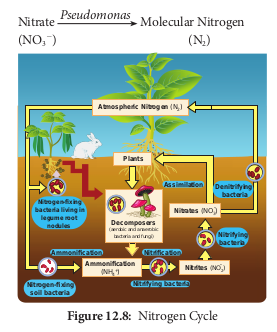 Nitrate Pseudomonas Molecular Nitrogen
(NO₃⁻) (N₂)
Atmospheric Nitrogen (N₂)
Plants
Assimilation
Denitrifying
bacteria
Nitrogen-fixing
bacteria living in
legume root
nodules
Decomposers
(aerobic and anaerobic
bacteria and fungi)
Nitrates (NO₃⁻)
Nitrifying
bacteria
Ammonification
Nitrification
Ammonification
(NH₄⁺)
Nitrites (NO₂⁻)
Nitrogen-fixing
soil bacteria
Nitrifying bacteria
Figure 12.8: Nitrogen Cycle